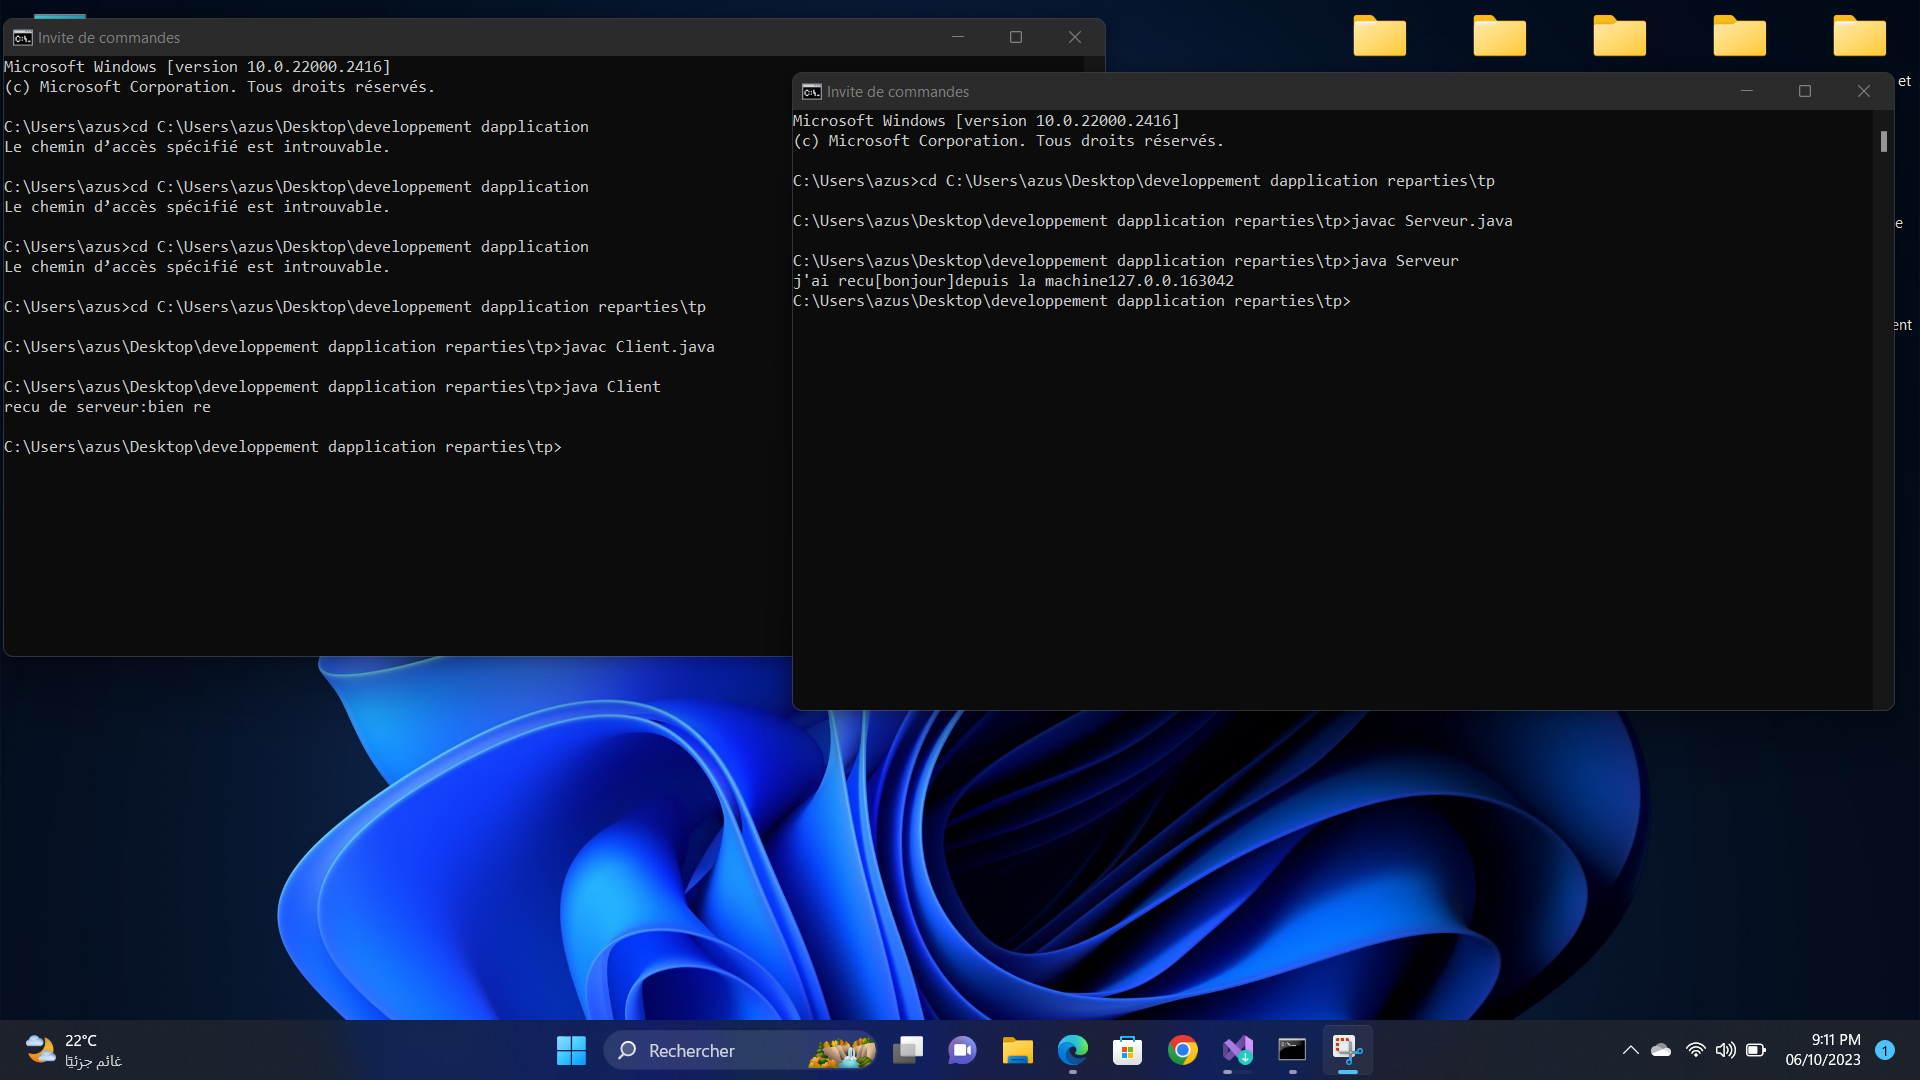 Invite de commandes
Microsoft Windows [version 10.0.22000.2416]
(c) Microsoft Corporation. Tous droits réservés.
C:\Users\azus>cd C:\Users\azus\Desktop\developpement dapplication
Le chemin d’accès spécifié est introuvable.
C:\Users\azus>cd C:\Users\azus\Desktop\developpement dapplication
Le chemin d’accès spécifié est introuvable.
C:\Users\azus>cd C:\Users\azus\Desktop\developpement dapplication
Le chemin d’accès spécifié est introuvable.
C:\Users\azus>cd C:\Users\azus\Desktop\developpement dapplication reparties\tp
C:\Users\azus\Desktop\developpement dapplication reparties\tp>javac Client.java
C:\Users\azus\Desktop\developpement dapplication reparties\tp>java Client
recu de serveur:bien re
C:\Users\azus\Desktop\developpement dapplication reparties\tp>
Invite de commandes
Microsoft Windows [version 10.0.22000.2416]
(c) Microsoft Corporation. Tous droits réservés.
C:\Users\azus>cd C:\Users\azus\Desktop\developpement dapplication reparties\tp
C:\Users\azus\Desktop\developpement dapplication reparties\tp>javac Serveur.java
C:\Users\azus\Desktop\developpement dapplication reparties\tp>java Serveur
j'ai recu[bonjour]depuis la machine127.0.0.163042
C:\Users\azus\Desktop\developpement dapplication reparties\tp>
et
e
ent
22°C
غائم جزئيًا
Rechercher
9:11 PM
06/10/2023
1